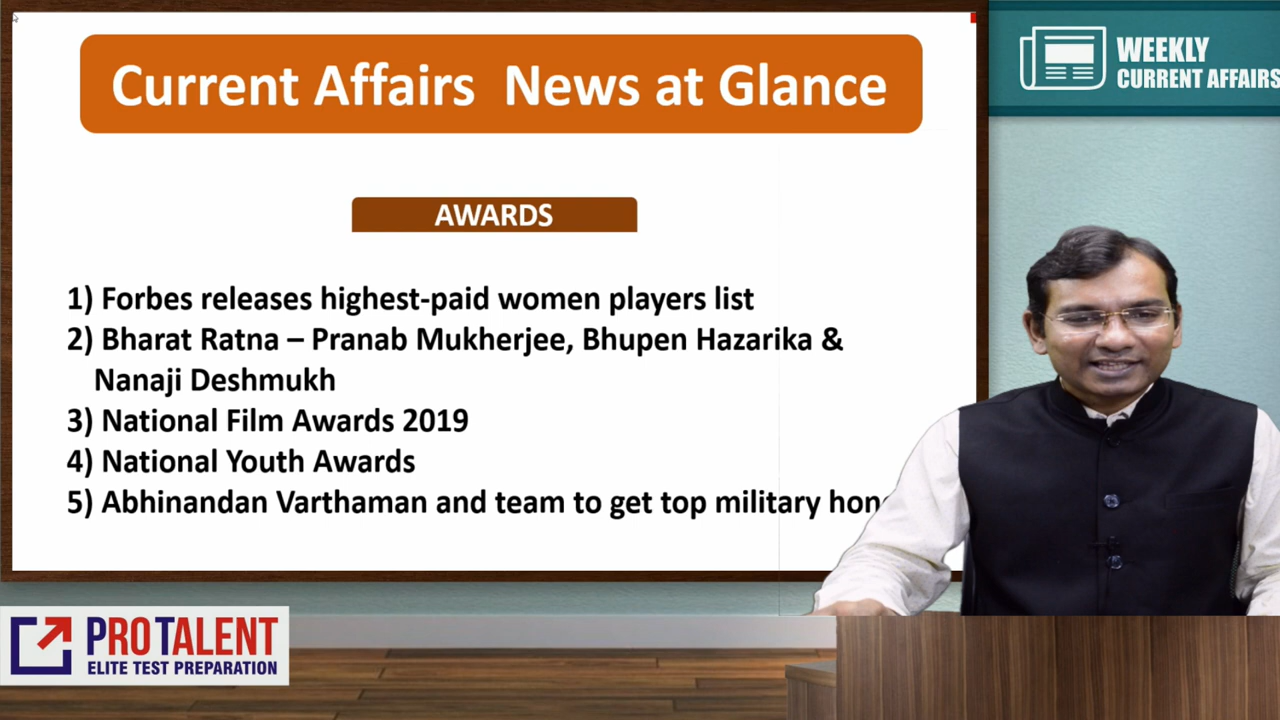 Current Affairs News at Glance
WEEKLY
CURRENT AFFAIRS
AWARDS
1) Forbes releases highest-paid women players list
2) Bharat Ratna – Pranab Mukherjee, Bhupen Hazarika &
Nanaji Deshmukh
3) National Film Awards 2019
4) National Youth Awards
5) Abhinandan Varthaman and team to get top military
PROTALENT
ELITE TEST PREPARATION